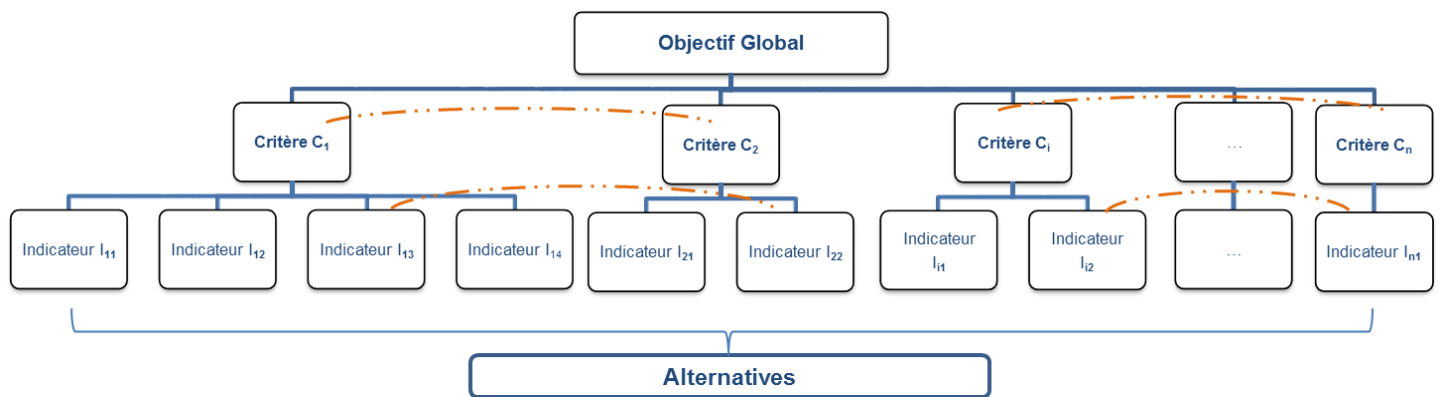 Objectif Global
Critère C1
Critère C2
Critère Ci
...
Critère Cn
Indicateur I11
Indicateur I12
Indicateur I13
Indicateur I14
Indicateur I21
Indicateur I22
Indicateur
Ii1
Indicateur
Ii2
...
Indicateur In1
Alternatives